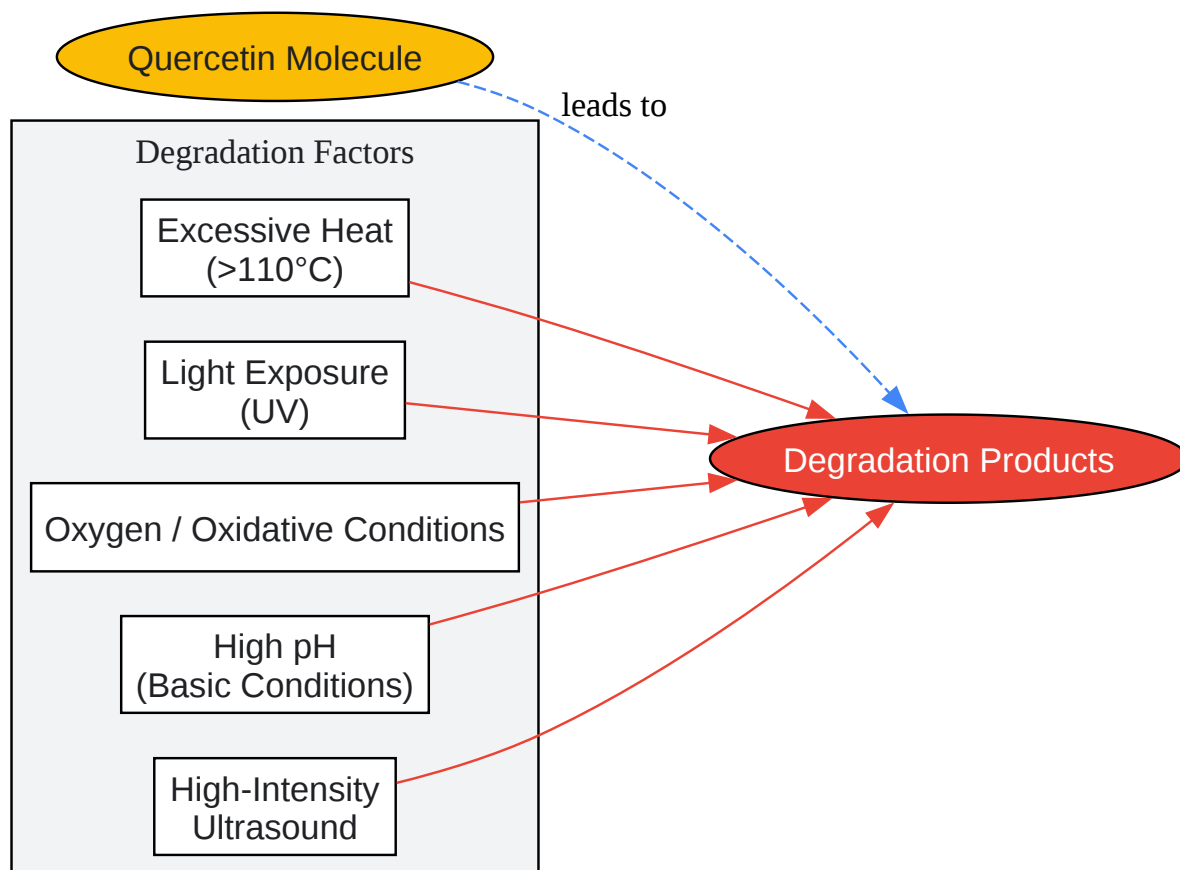 Quercetin Molecule
leads to
Degradation Factors
Excessive Heat
(>110°C)
Light Exposure
(UV)
Degradation Products
Oxygen / Oxidative Conditions
High pH
(Basic Conditions)
High-Intensity
Ultrasound